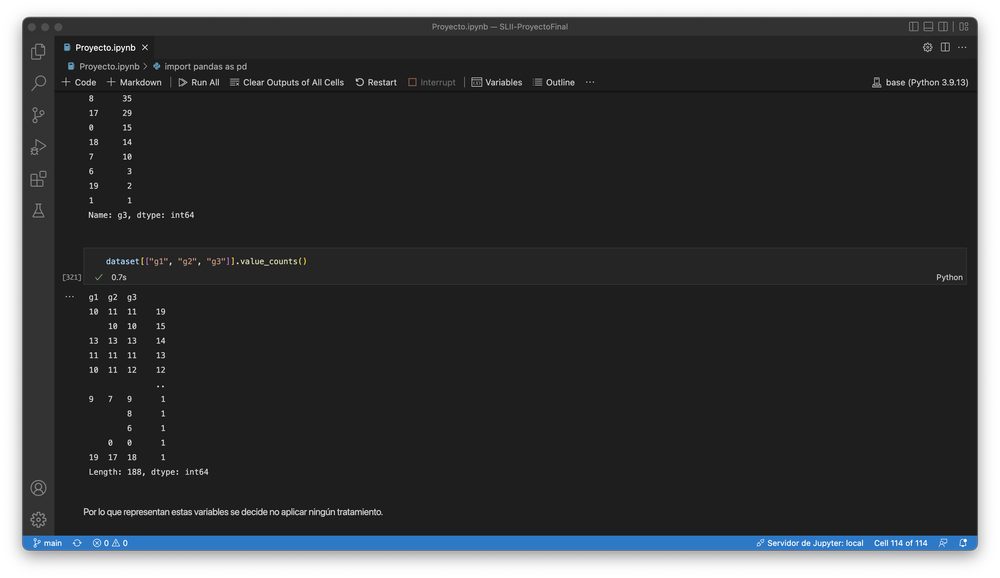 Proyecto.ipynb — SLII-ProyectoFinal
Proyecto.ipynb
Proyecto.ipynb > import pandas as pd
+ Code + Markdown | Run All Clear Outputs of All Cells Restart Interrupt | Variables Outline ... base (Python 3.9.13)
8 35
17 29
0 15
18 14
7 10
6 3
19 2
1 1
Name: g3, dtype: int64
dataset[["g1", "g2", "g3"]].value_counts()
[321] ✓ 0.7s Python
... g1 g2 g3
10 11 11 19
10 10 15
13 13 13 14
11 11 11 13
10 11 12 12
..
9 7 9 1
8 1
6 1
0 0 1
19 17 18 1
Length: 188, dtype: int64
Por lo que representan estas variables se decide no aplicar ningún tratamiento.
main 0 0 Servidor de Jupyter: local Cell 114 of 114